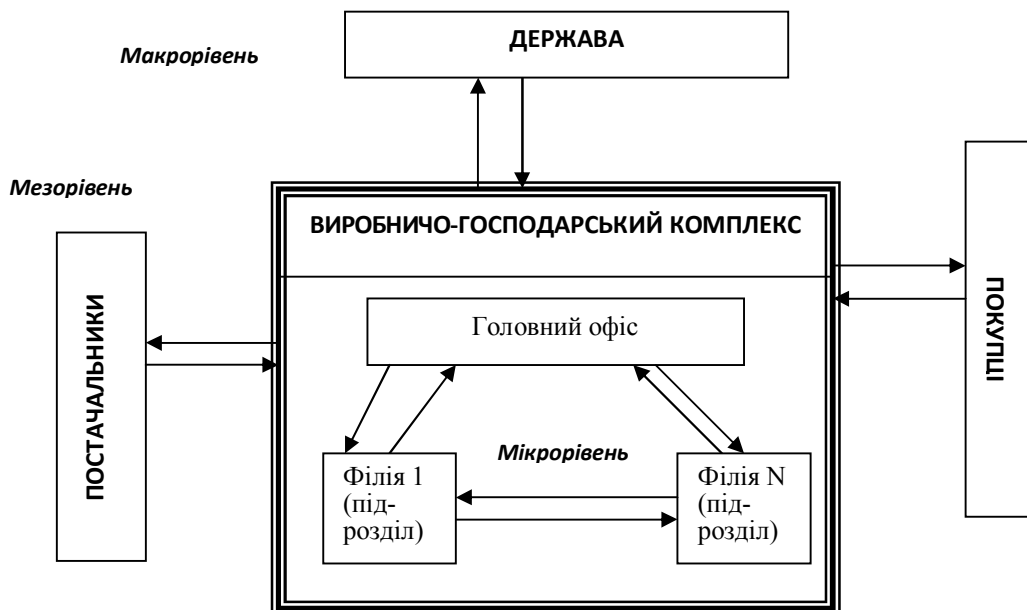 ДЕРЖАВА
Макрорівень
Мезорівень
ВИРОБНИЧО-ГОСПОДАРСЬКИЙ КОМПЛЕКС
ПОСТАЧАЛЬНИКИ
ПОКУПЦІ
Головний офіс
Мікрорівень
Філія 1
(під-
розділ)
Філія N
(під-
розділ)